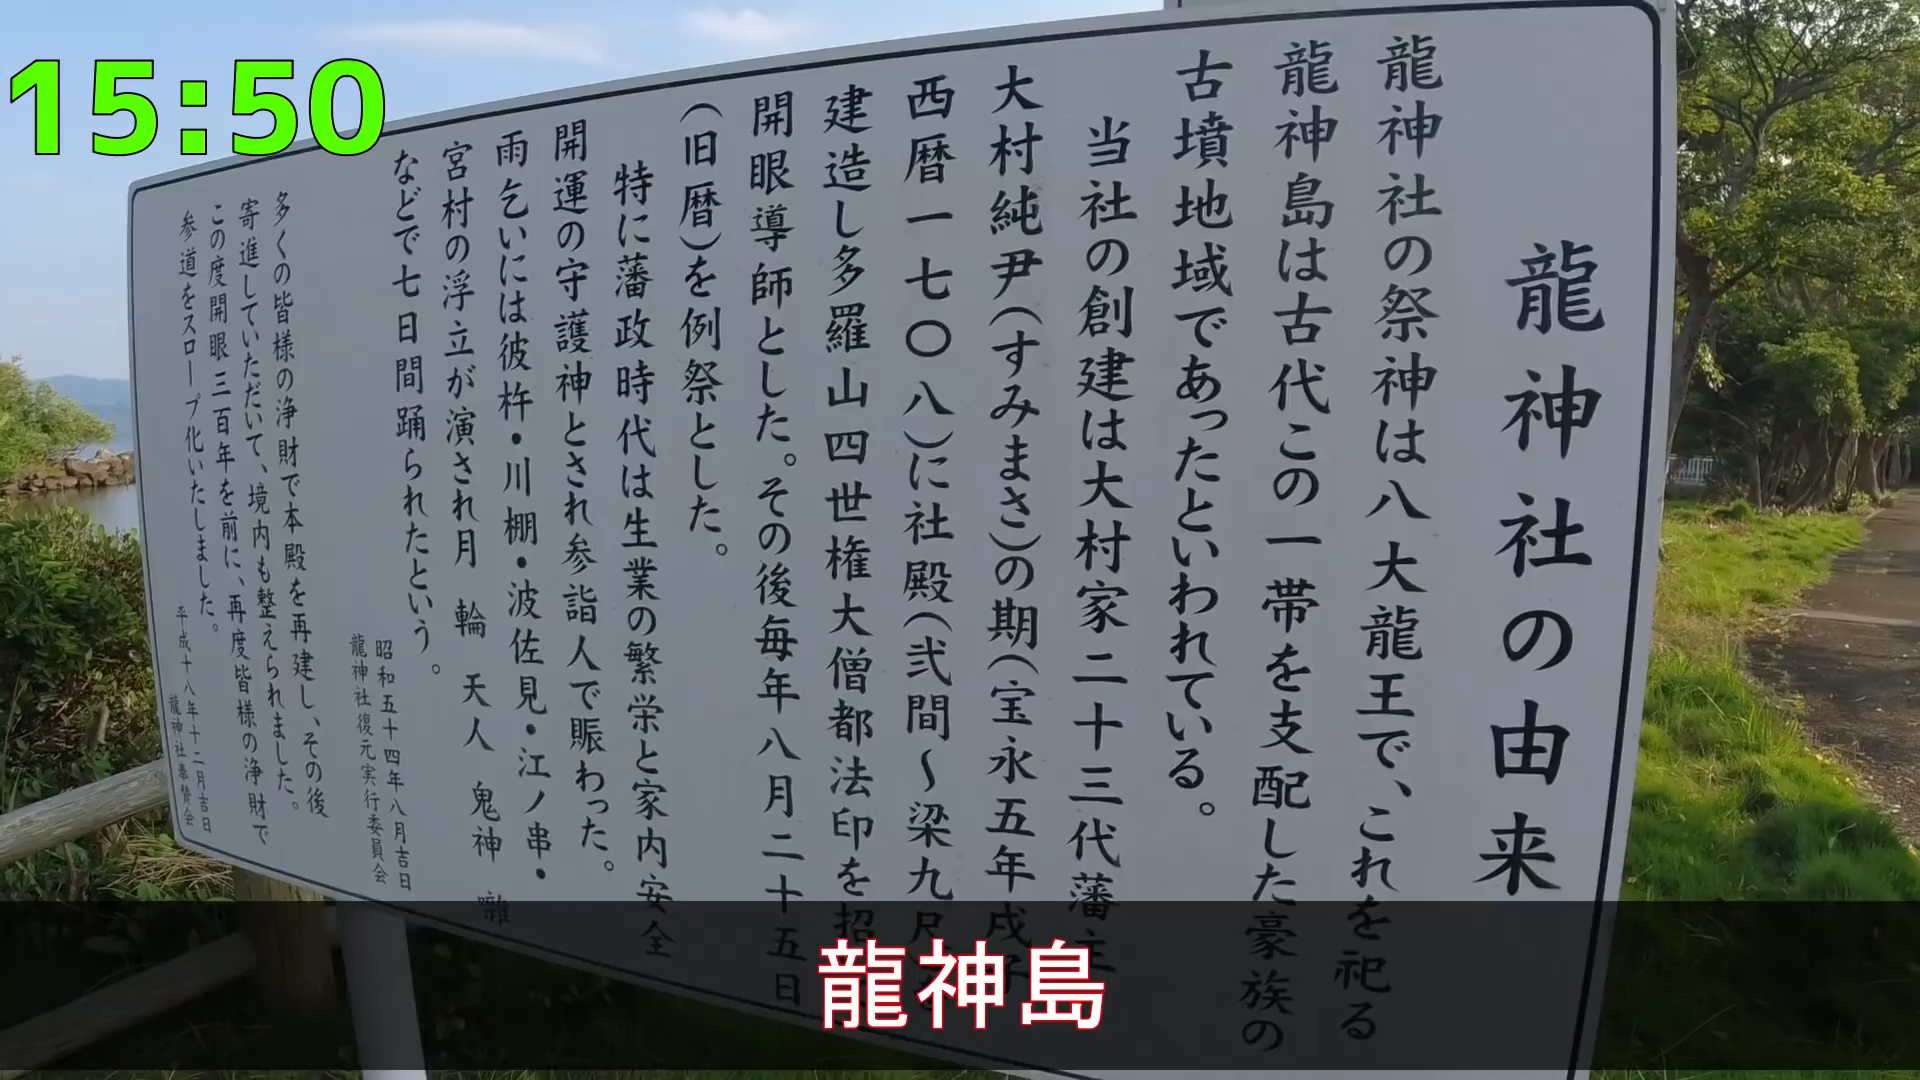 15:50
龍神社の由来
龍神社の祭神は八大龍王で、これを祀る
龍神島は古代この一帯を支配した豪族の
古墳地域であったといわれている。
当社の創建は大村家二十三代藩主
大村純尹(すみまさ)の期(宝永五年戌子
西暦一七〇八)に社殿(弐間〜梁九尺
建造し多羅山四世権大僧都法印を招
開眼導師とした。その後毎年八月二十五日
(旧暦)を例祭とした。
特に藩政時代は生業の繁栄と家内安全
開運の守護神とされ参詣人で賑わった。
雨乞いには彼杵・川棚・波佐見・江ノ串・
宮村の浮立が演され月 輪 天人 鬼神 囃
などで七日間踊られたという。
昭和五十四年八月吉日
龍神社復元実行委員会
多くの皆様の浄財で本殿を再建し、その後
寄進していただいて、境内も整えられました。
この度開眼三百年を前に、再度皆様の浄財で
参道をスロープ化いたしました。
平成十八年十二月吉日
龍神社奉賛会
龍神島